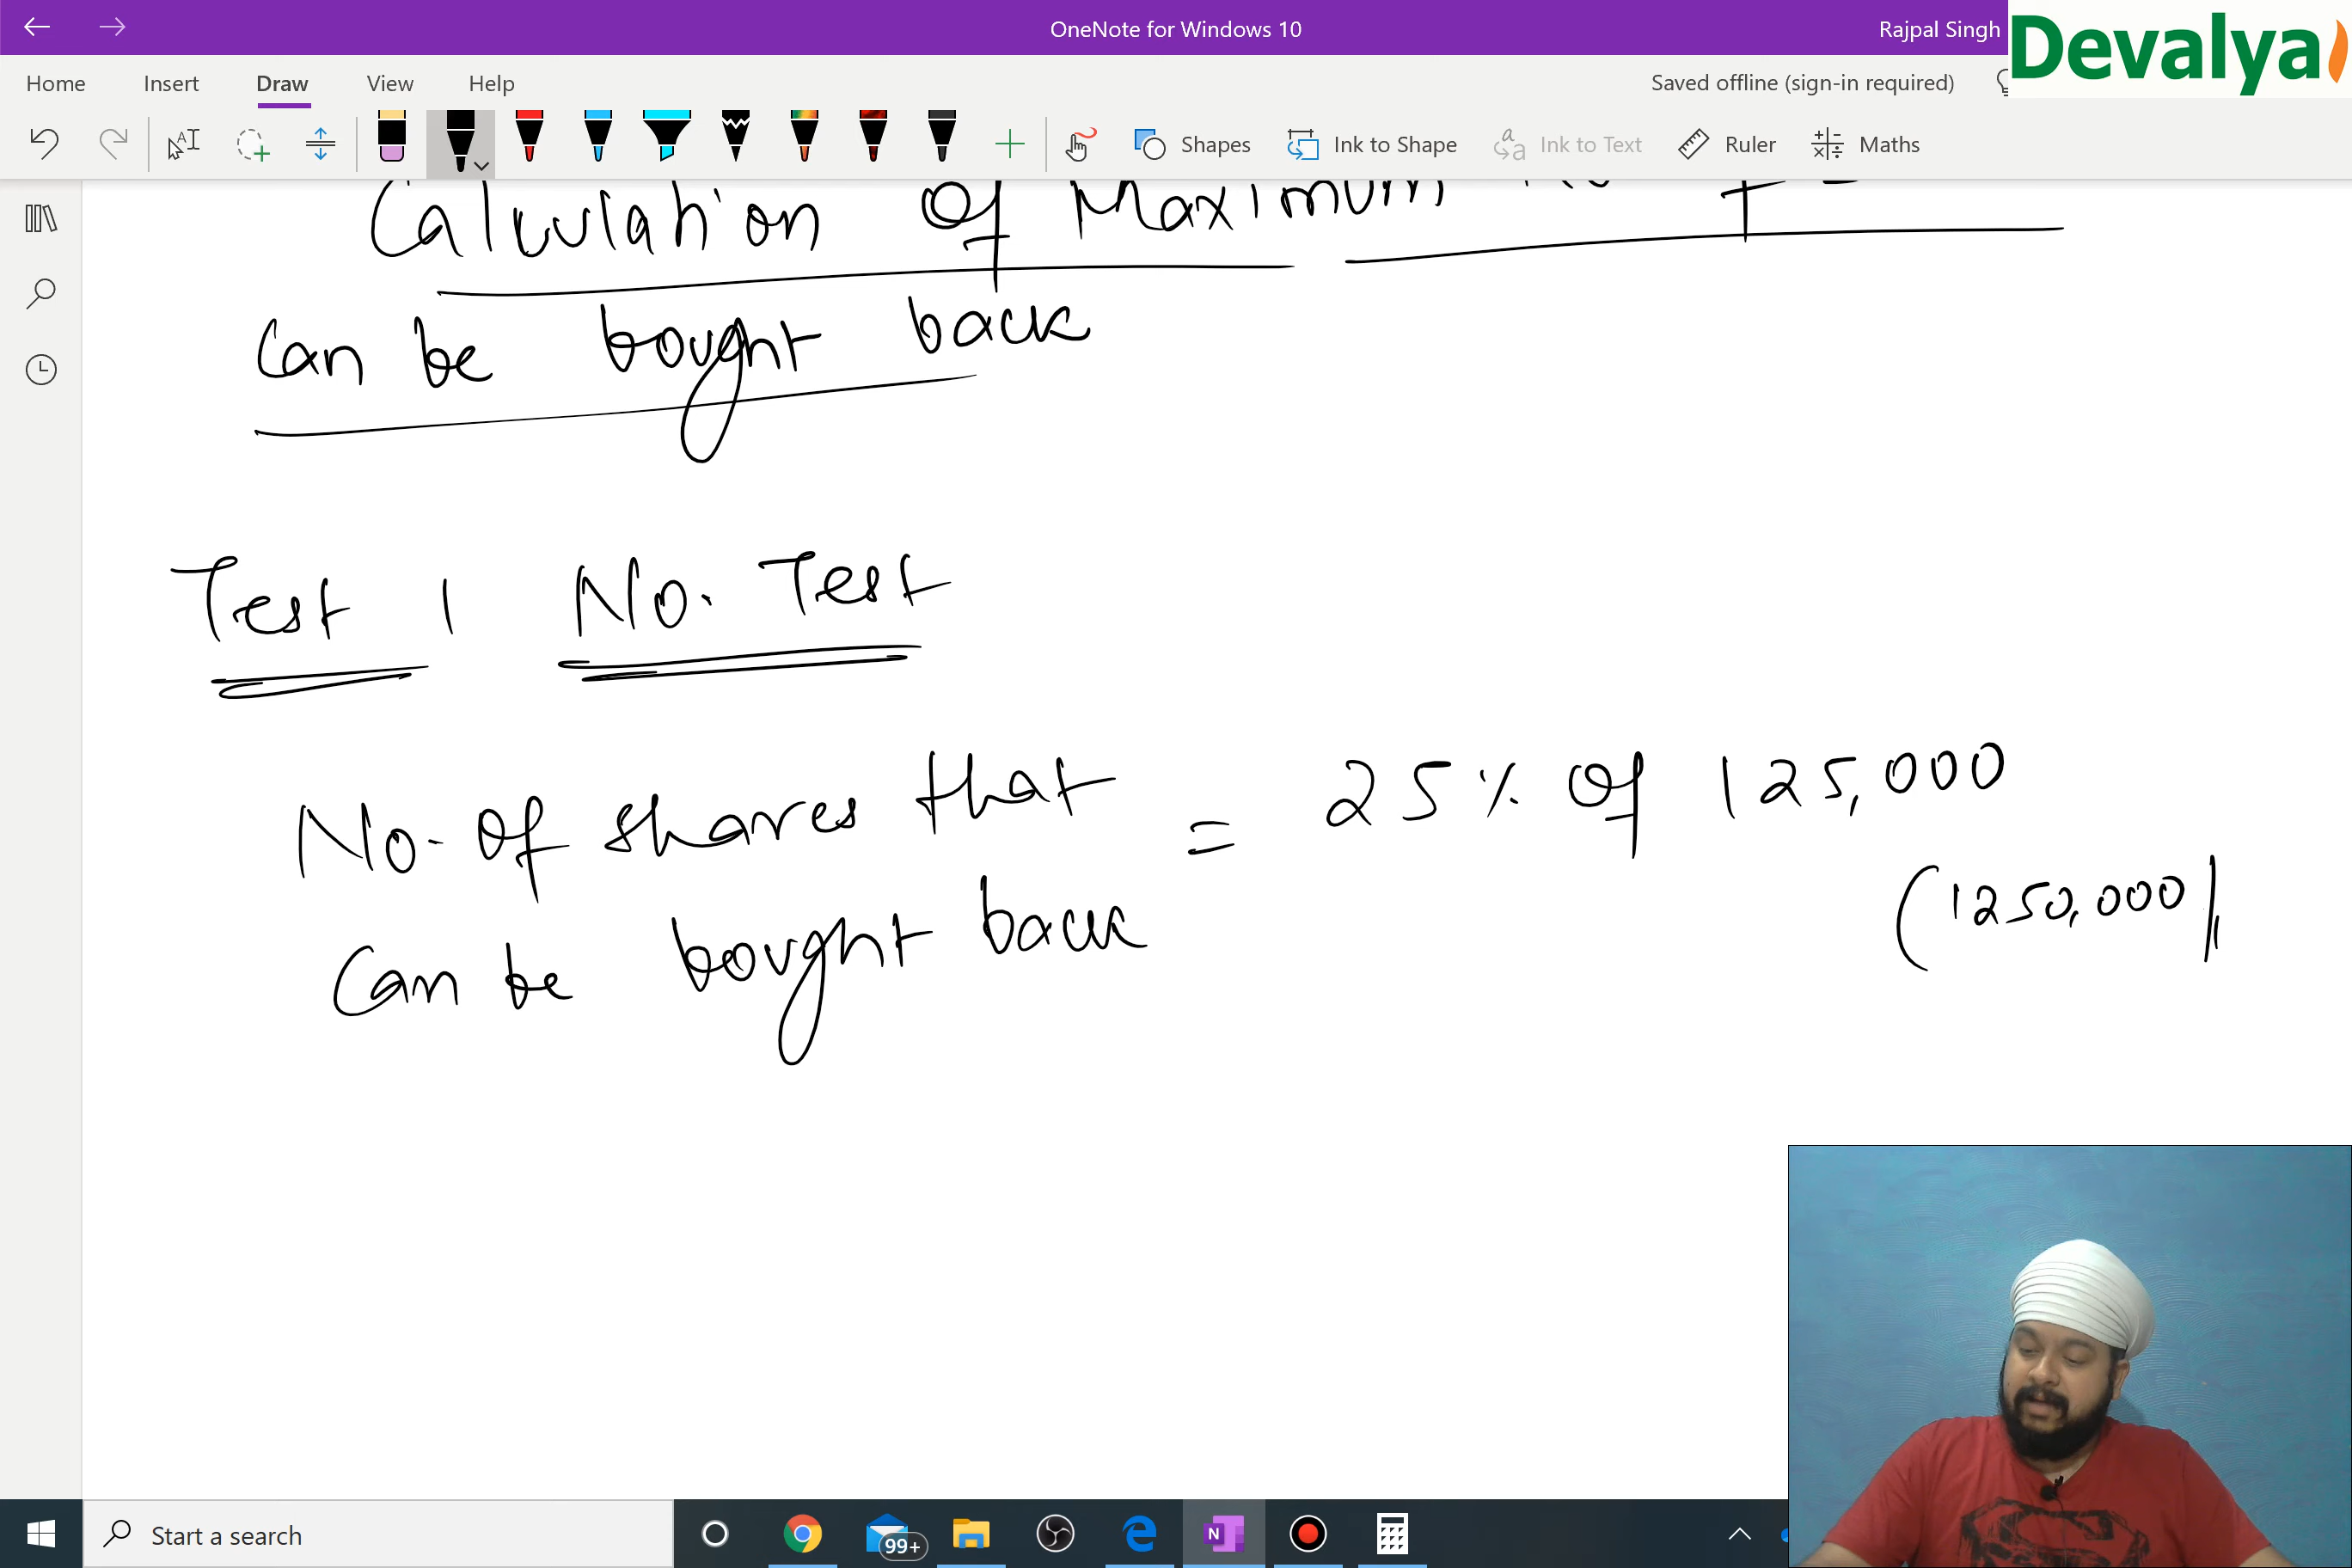 OneNote for Windows 10
Rajpal Singh
Devalya
Home Insert Draw View Help
Saved offline (sign-in required)
Shapes Ink to Shape Ink to Text Ruler Maths
Calculation of Maximum
can be bought back
Test 1 No. Test
No. of shares that = 25% of 125,000
(1250,000)
can be bought back
Start a search
99+